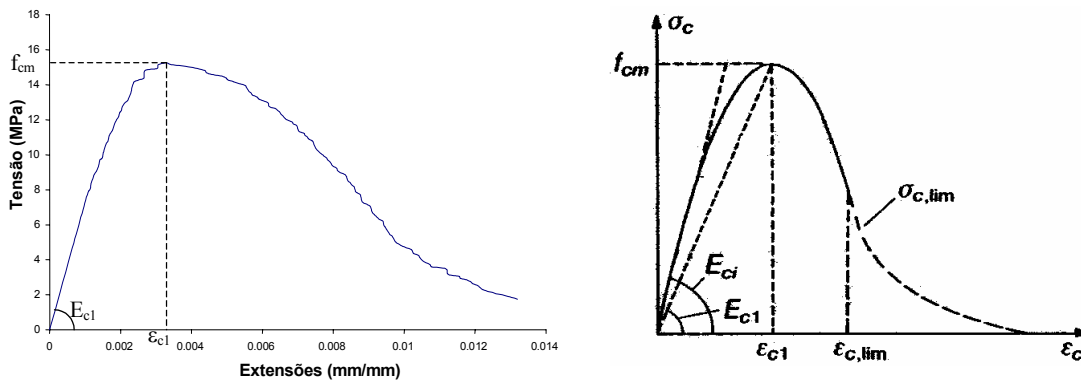 18
16
14
12
10
8
6
4
2
0
Tensão (MPa)
f_cm
E_c1
ε_c1
0
0.002
0.004
0.006
0.008
0.01
0.012
0.014
Extensões (mm/mm)
σ_c
f_cm
σ_c,lim
E_ci
E_c1
ε_c1
ε_c,lim
ε_c